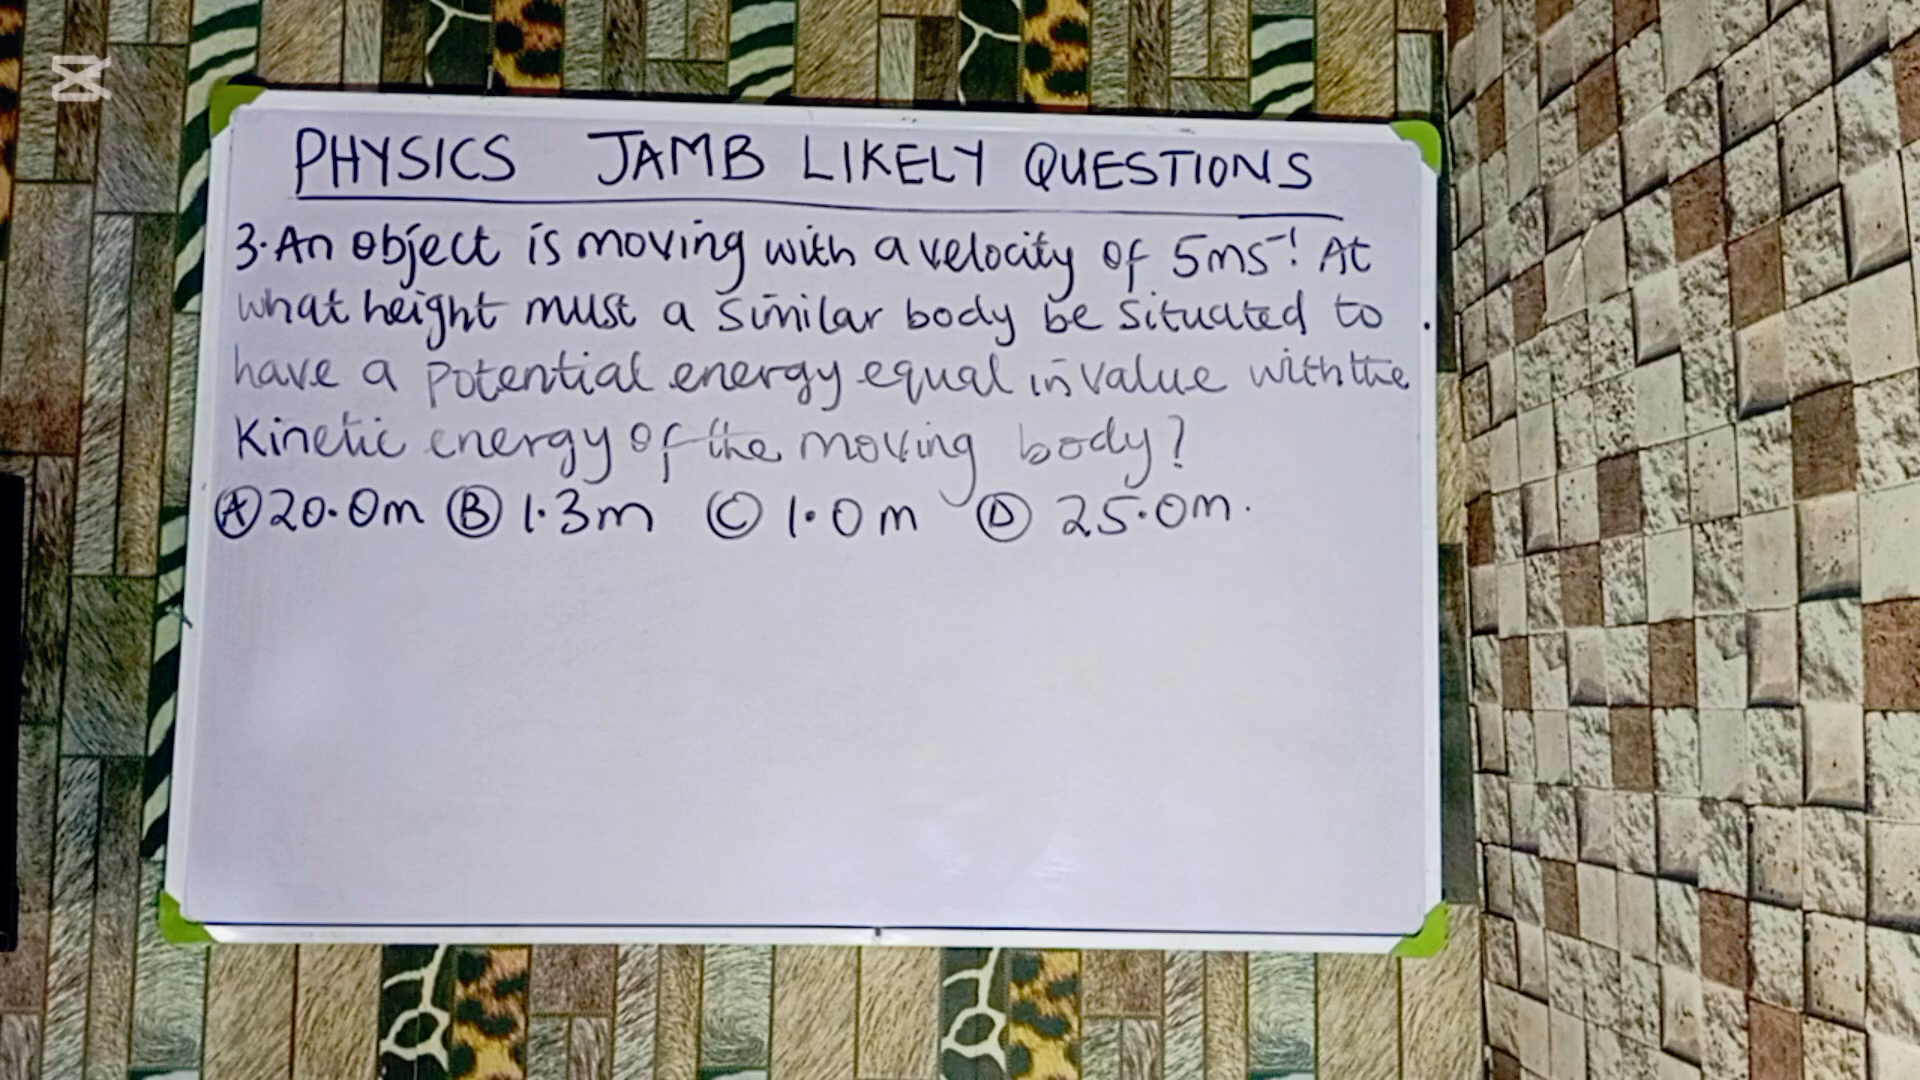 PHYSICS JAMB LIKELY QUESTIONS
3. An object is moving with a velocity of 5ms⁻¹. At
what height must a similar body be situated to
have a potential energy equal in value with the
Kinetic energy of the moving body?
Ⓐ 20.0m Ⓑ 1.3m Ⓒ 1.0m Ⓓ 25.0m.